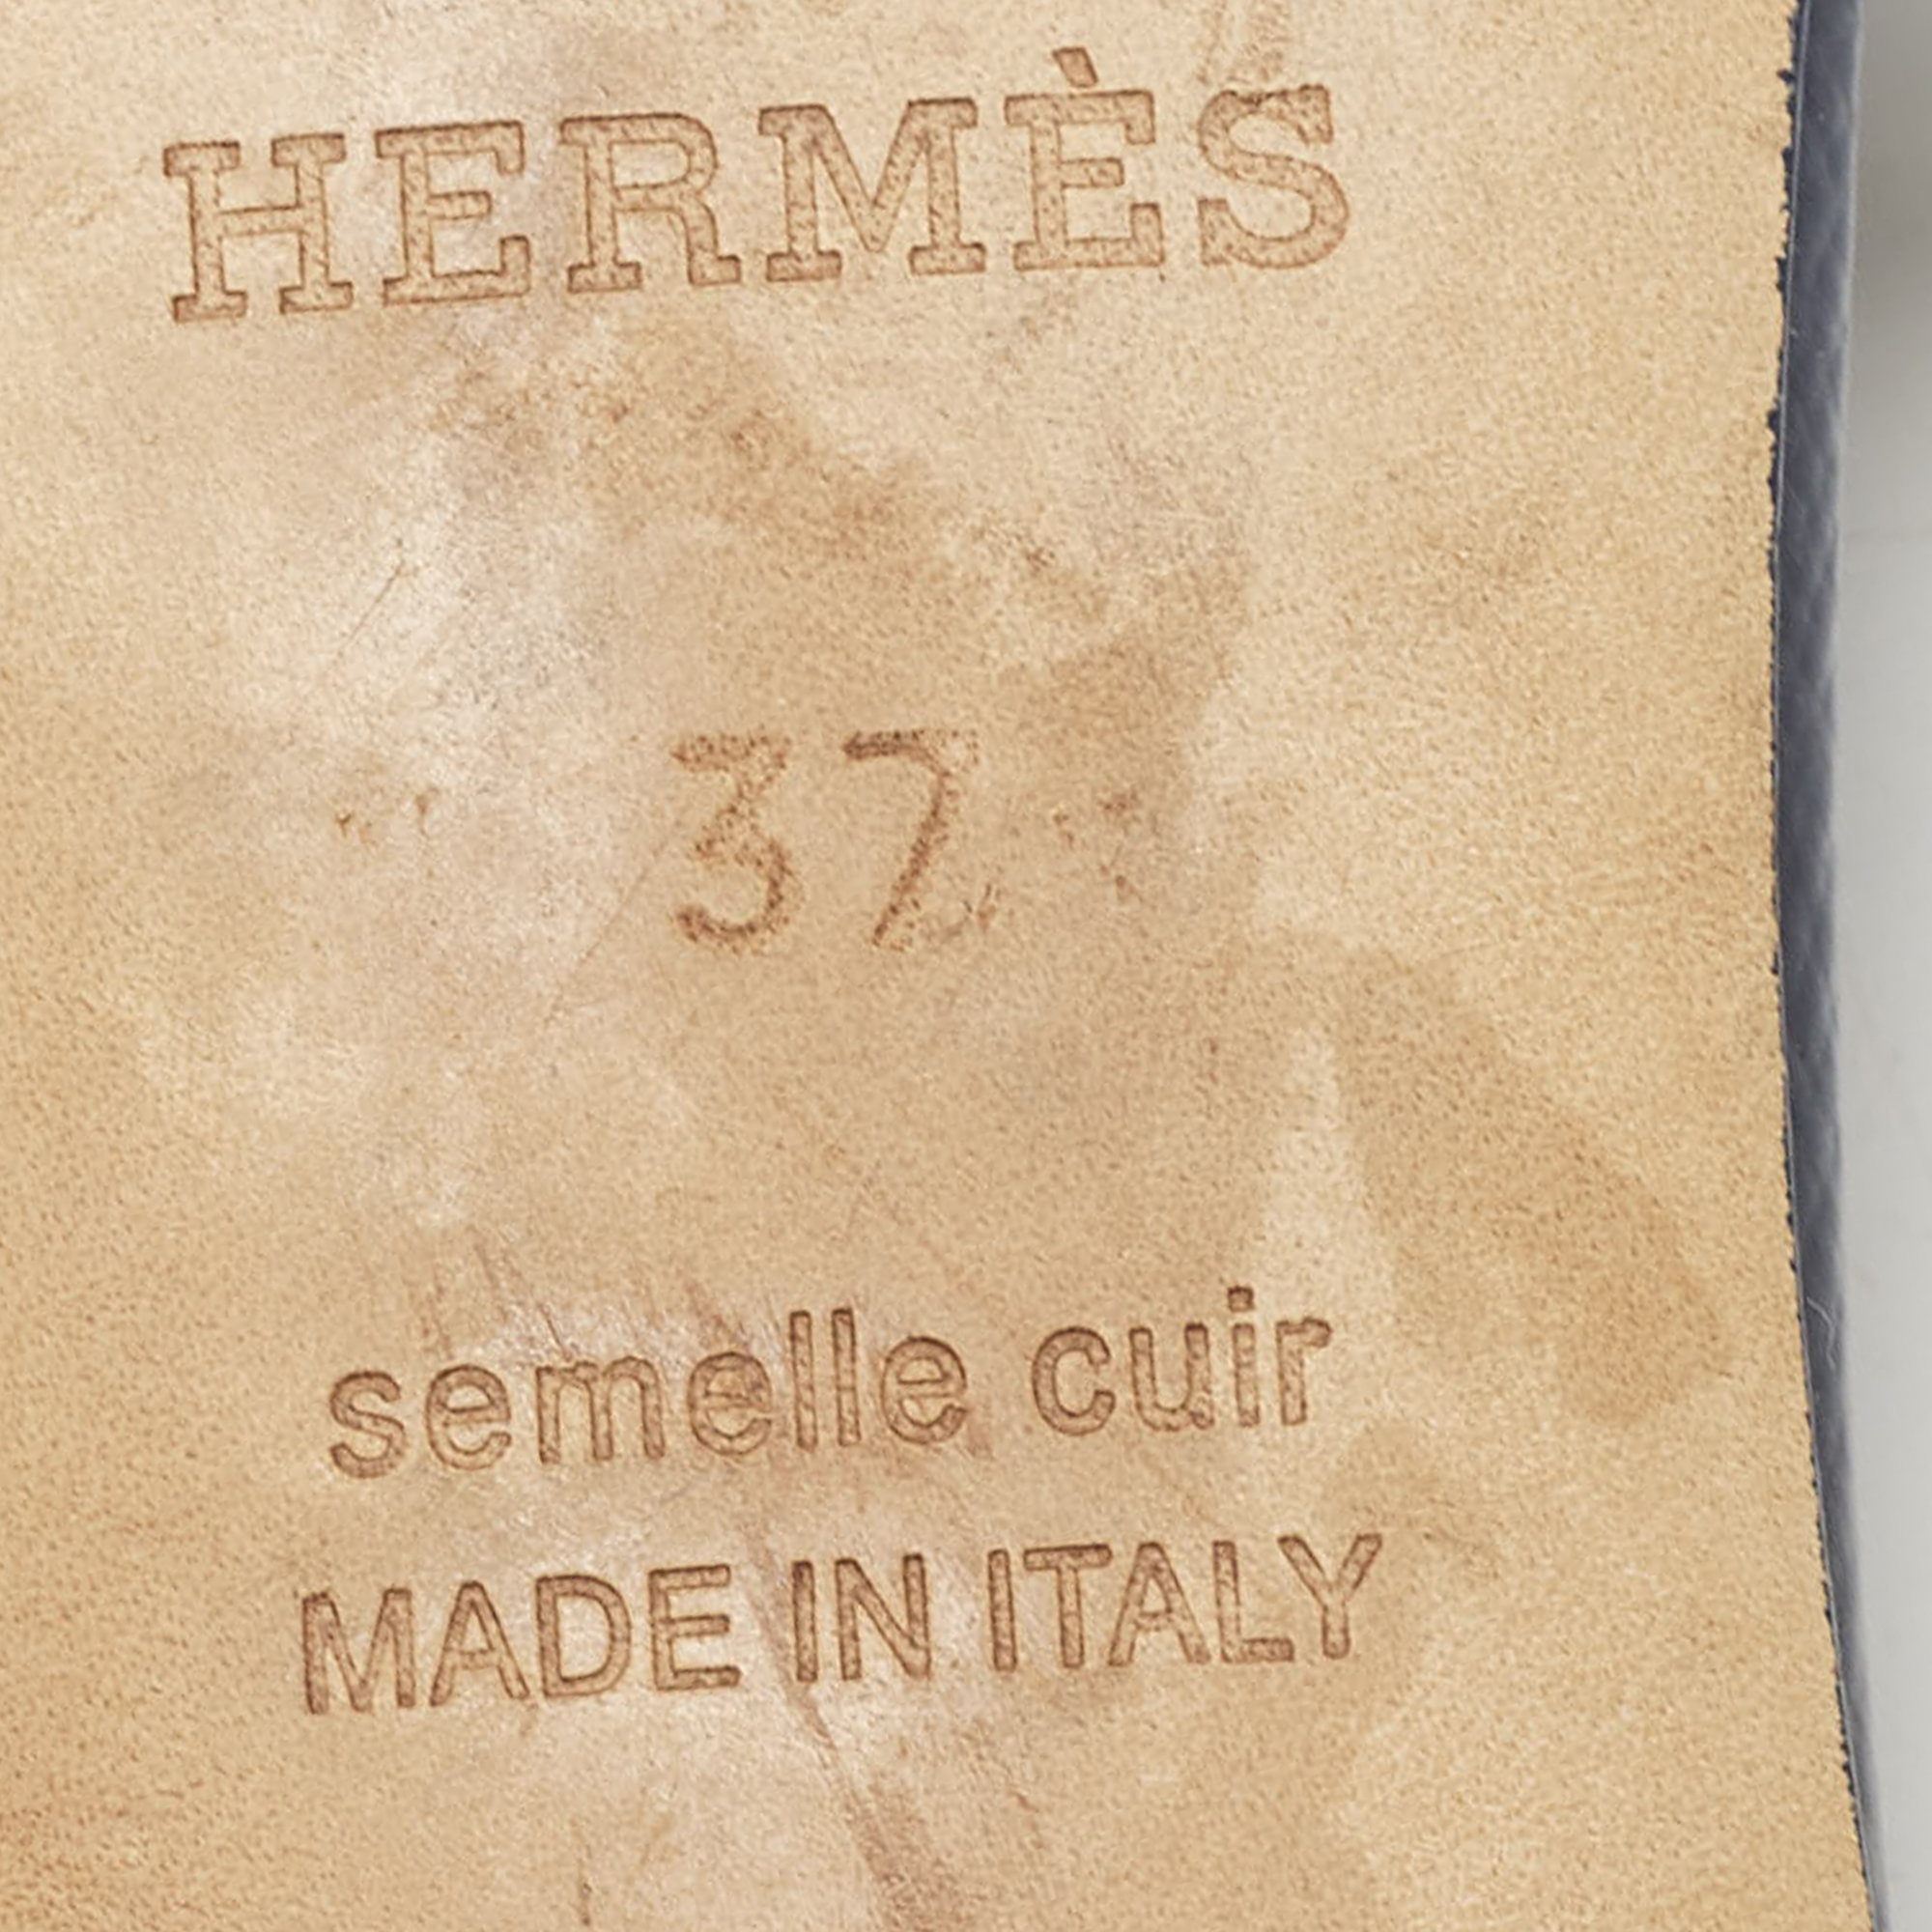 HERMÈS
37
semelle cuir
MADE IN ITALY